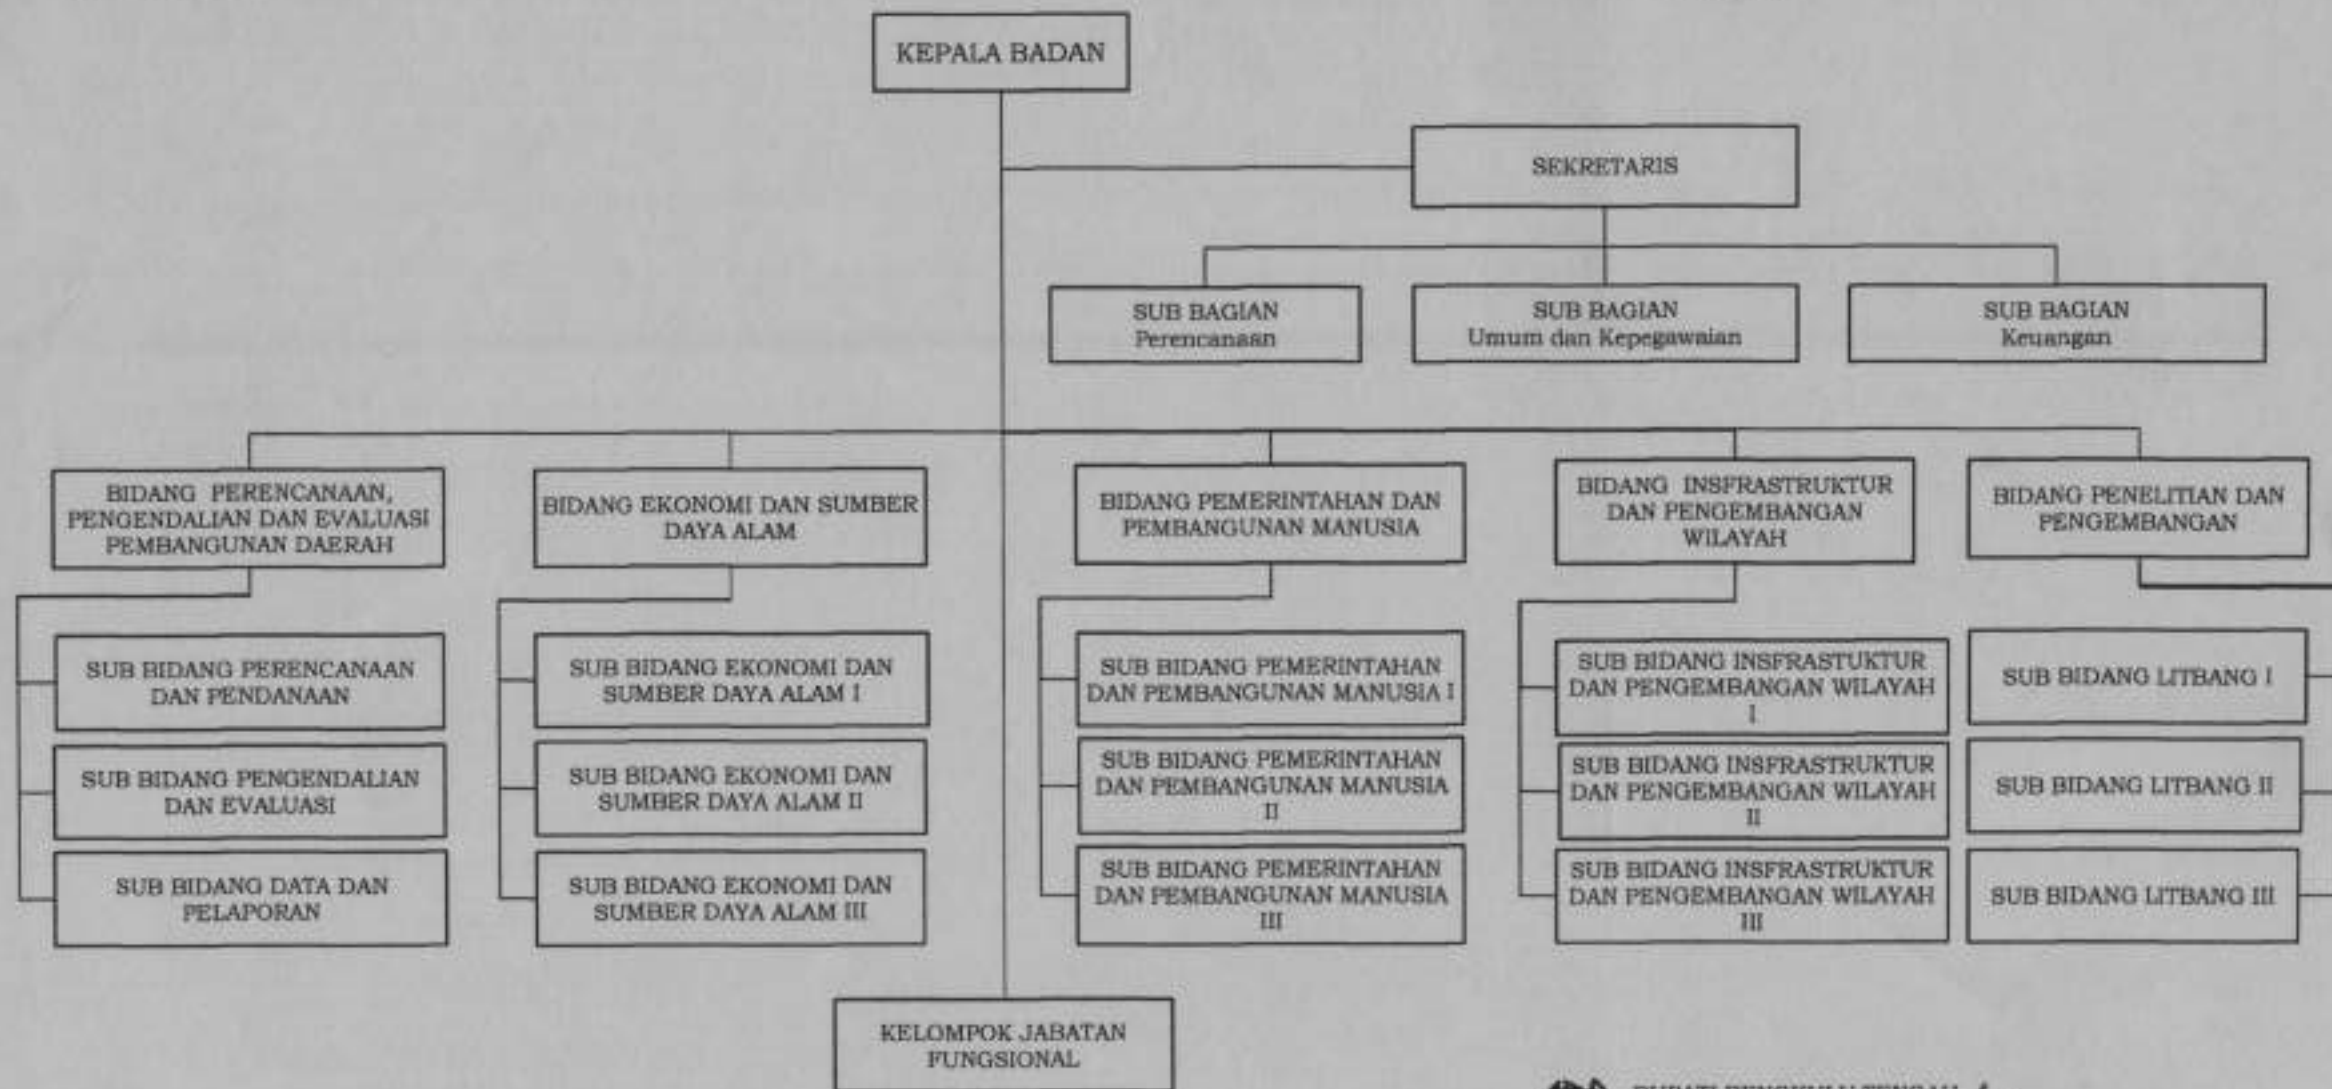 KEPALA BADAN
SEKRETARIS
SUB BAGIAN
Perencanaan
SUB BAGIAN
Umum dan Kepegawaian
SUB BAGIAN
Keuangan
BIDANG PERENCANAAN,
PENGENDALIAN DAN EVALUASI
PEMBANGUNAN DAERAH
BIDANG EKONOMI DAN SUMBER
DAYA ALAM
BIDANG PEMERINTAHAN DAN
PEMBANGUNAN MANUSIA
BIDANG INSFRASTRUKTUR
DAN PENGEMBANGAN
WILAYAH
BIDANG PENELITIAN DAN
PENGEMBANGAN
SUB BIDANG PERENCANAAN
DAN PENDANAAN
SUB BIDANG EKONOMI DAN
SUMBER DAYA ALAM I
SUB BIDANG PEMERINTAHAN
DAN PEMBANGUNAN MANUSIA I
SUB BIDANG INSFRASTUKTUR
DAN PENGEMBANGAN WILAYAH
I
SUB BIDANG LITBANG I
SUB BIDANG PENGENDALIAN
DAN EVALUASI
SUB BIDANG EKONOMI DAN
SUMBER DAYA ALAM II
SUB BIDANG PEMERINTAHAN
DAN PEMBANGUNAN MANUSIA
II
SUB BIDANG INSFRASTRUKTUR
DAN PENGEMBANGAN WILAYAH
II
SUB BIDANG LITBANG II
SUB BIDANG DATA DAN
PELAPORAN
SUB BIDANG EKONOMI DAN
SUMBER DAYA ALAM III
SUB BIDANG PEMERINTAHAN
DAN PEMBANGUNAN MANUSIA
III
SUB BIDANG INSFRASTRUKTUR
DAN PENGEMBANGAN WILAYAH
III
SUB BIDANG LITBANG III
KELOMPOK JABATAN
FUNGSIONAL